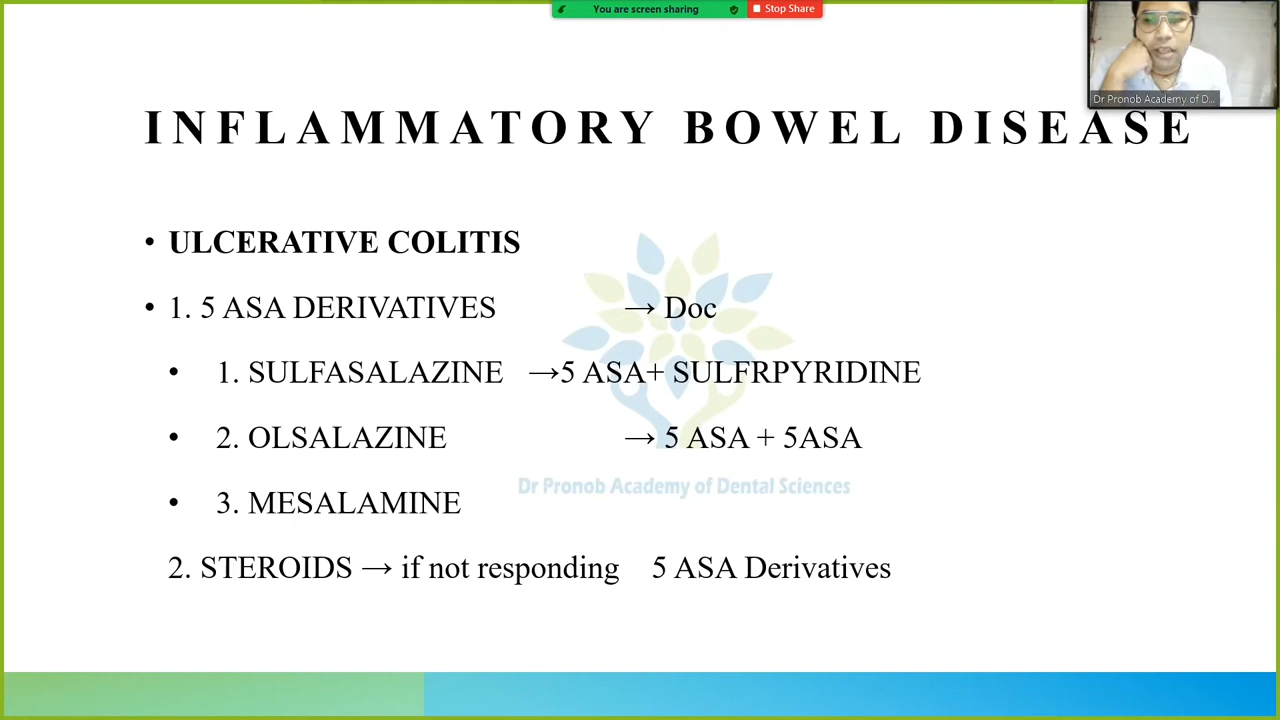 You are screen sharing
Stop Share
Dr Pronob Academy of D...
INFLAMMATORY BOWEL DISEASE
• ULCERATIVE COLITIS
• 1. 5 ASA DERIVATIVES → Doc
• 1. SULFASALAZINE →5 ASA+ SULFRPYRIDINE
• 2. OLSALAZINE → 5 ASA + 5ASA
Dr Pronob Academy of Dental Sciences
• 3. MESALAMINE
2. STEROIDS → if not responding 5 ASA Derivatives